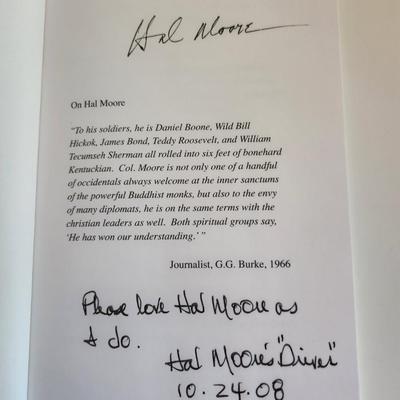 Hal Moore
On Hal Moore
"To his soldiers, he is Daniel Boone, Wild Bill
Hickok, James Bond, Teddy Roosevelt, and William
Tecumseh Sherman all rolled into six feet of bonehard
Kentuckian. Col. Moore is not only one of a handful
of occidentals always welcome at the inner sanctums
of the powerful Buddhist monks, but also to the envy
of many diplomats, he is on the same terms with the
christian leaders as well. Both spiritual groups say,
'He has won our understanding.'"
Journalist, G.G. Burke, 1966
Please love Hal Moore as
I do.
Hal Moore's "Driver"
10.24.08